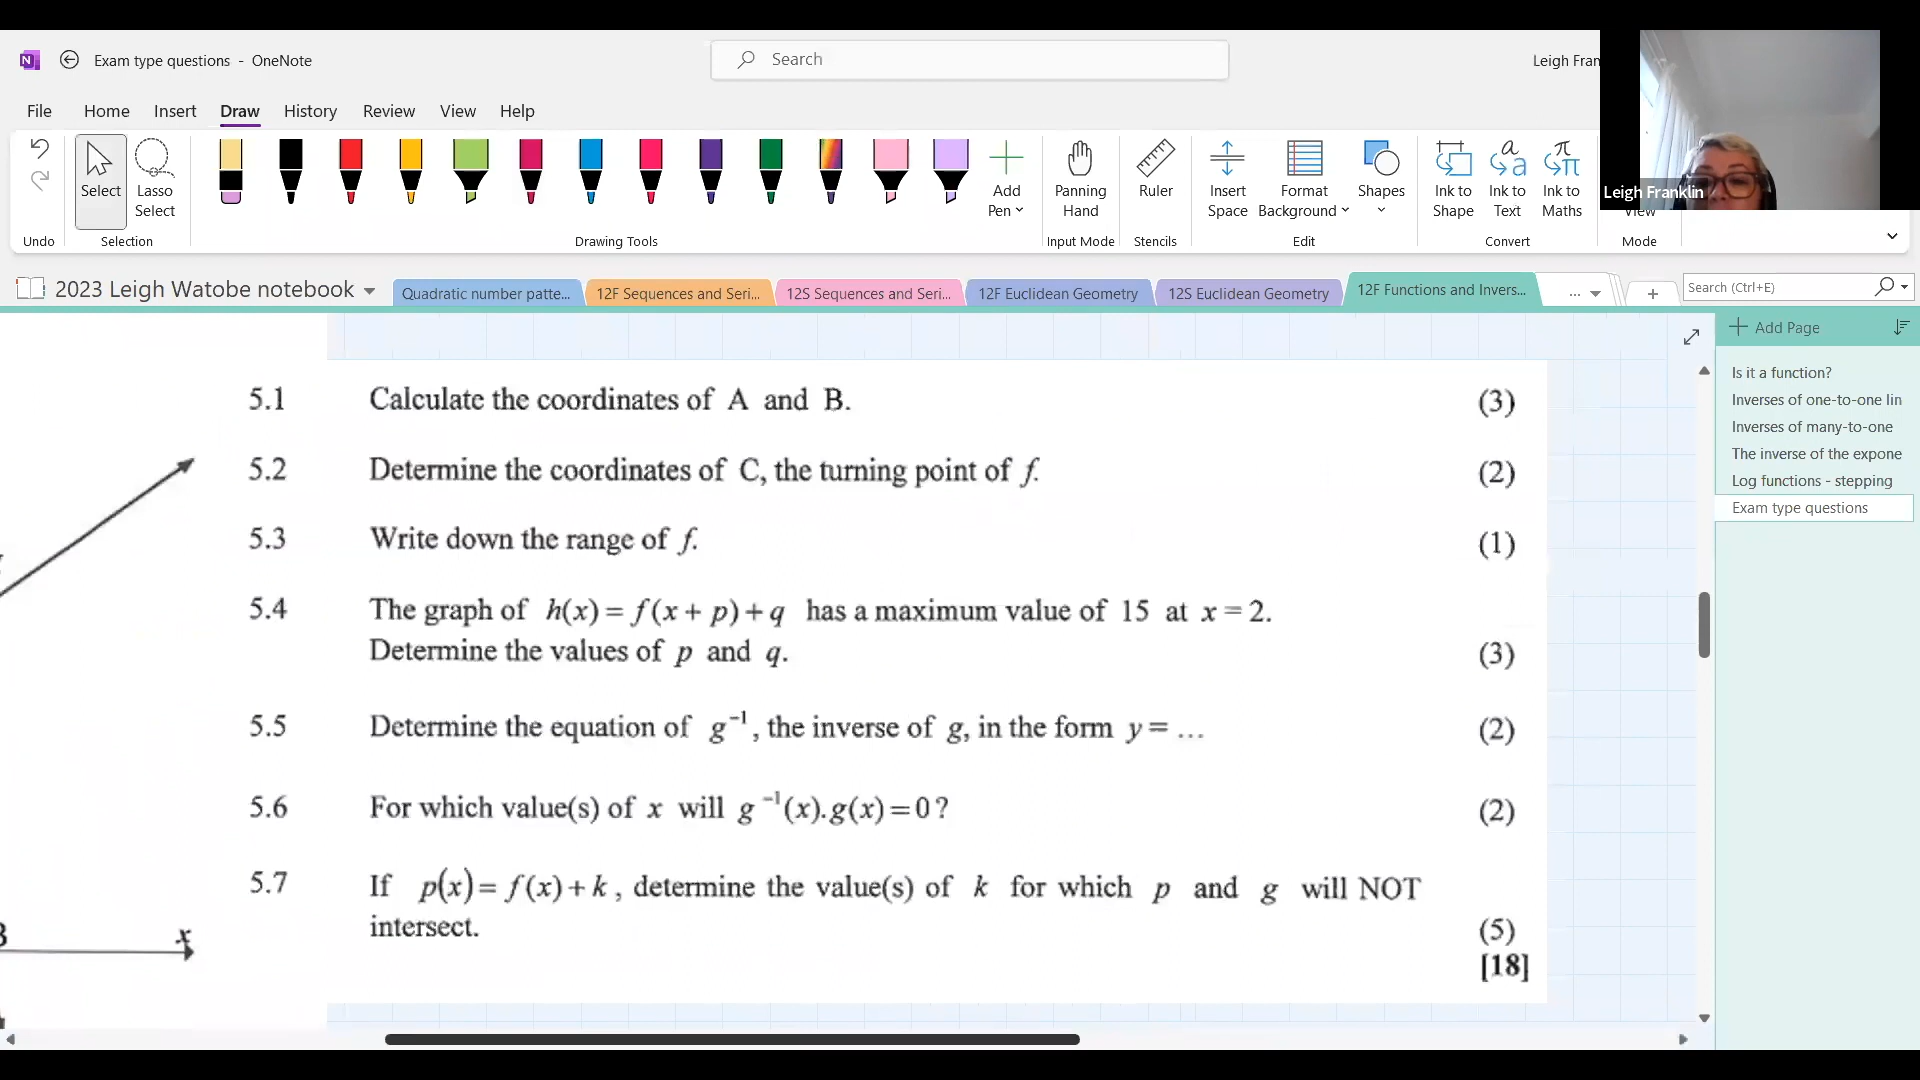 Exam type questions - OneNote
Search
Leigh Fran
File Home Insert Draw History Review View Help
Select
Lasso Select
Add Pen
Panning Hand
Ruler
Insert Space
Format Background
Shapes
Ink to Shape
Ink to Text
Ink to Maths
View
Leigh Franklin
Undo
Selection
Drawing Tools
Input Mode
Stencils
Edit
Convert
Mode
2023 Leigh Watobe notebook
Quadratic number patte...
12F Sequences and Seri...
12S Sequences and Seri...
12F Euclidean Geometry
12S Euclidean Geometry
12F Functions and Invers...
...
Search (Ctrl+E)
Add Page
Is it a function?
Inverses of one-to-one lin
Inverses of many-to-one
The inverse of the expone
Log functions - stepping
Exam type questions
5.1 Calculate the coordinates of A and B. (3)
5.2 Determine the coordinates of C, the turning point of f. (2)
5.3 Write down the range of f. (1)
5.4 The graph of h(x) = f(x + p) + q has a maximum value of 15 at x = 2.
Determine the values of p and q. (3)
5.5 Determine the equation of g⁻¹, the inverse of g, in the form y = ... (2)
5.6 For which value(s) of x will g⁻¹(x).g(x) = 0? (2)
5.7 If p(x) = f(x) + k, determine the value(s) of k for which p and g will NOT
intersect. (5)
[18]
x